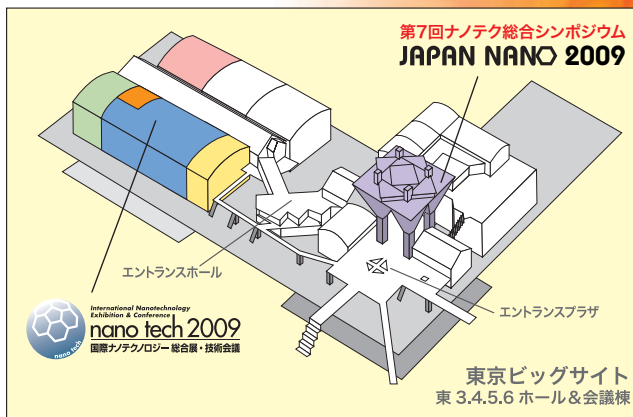 第7回ナノテク総合シンポジウム
JAPAN NANO 2009
エントランスホール
International Nanotechnology
Exhibition & Conference
nano tech 2009
国際ナノテクノロジー総合展・技術会議
nano tech
エントランスプラザ
東京ビッグサイト
東 3.4.5.6 ホール&会議棟